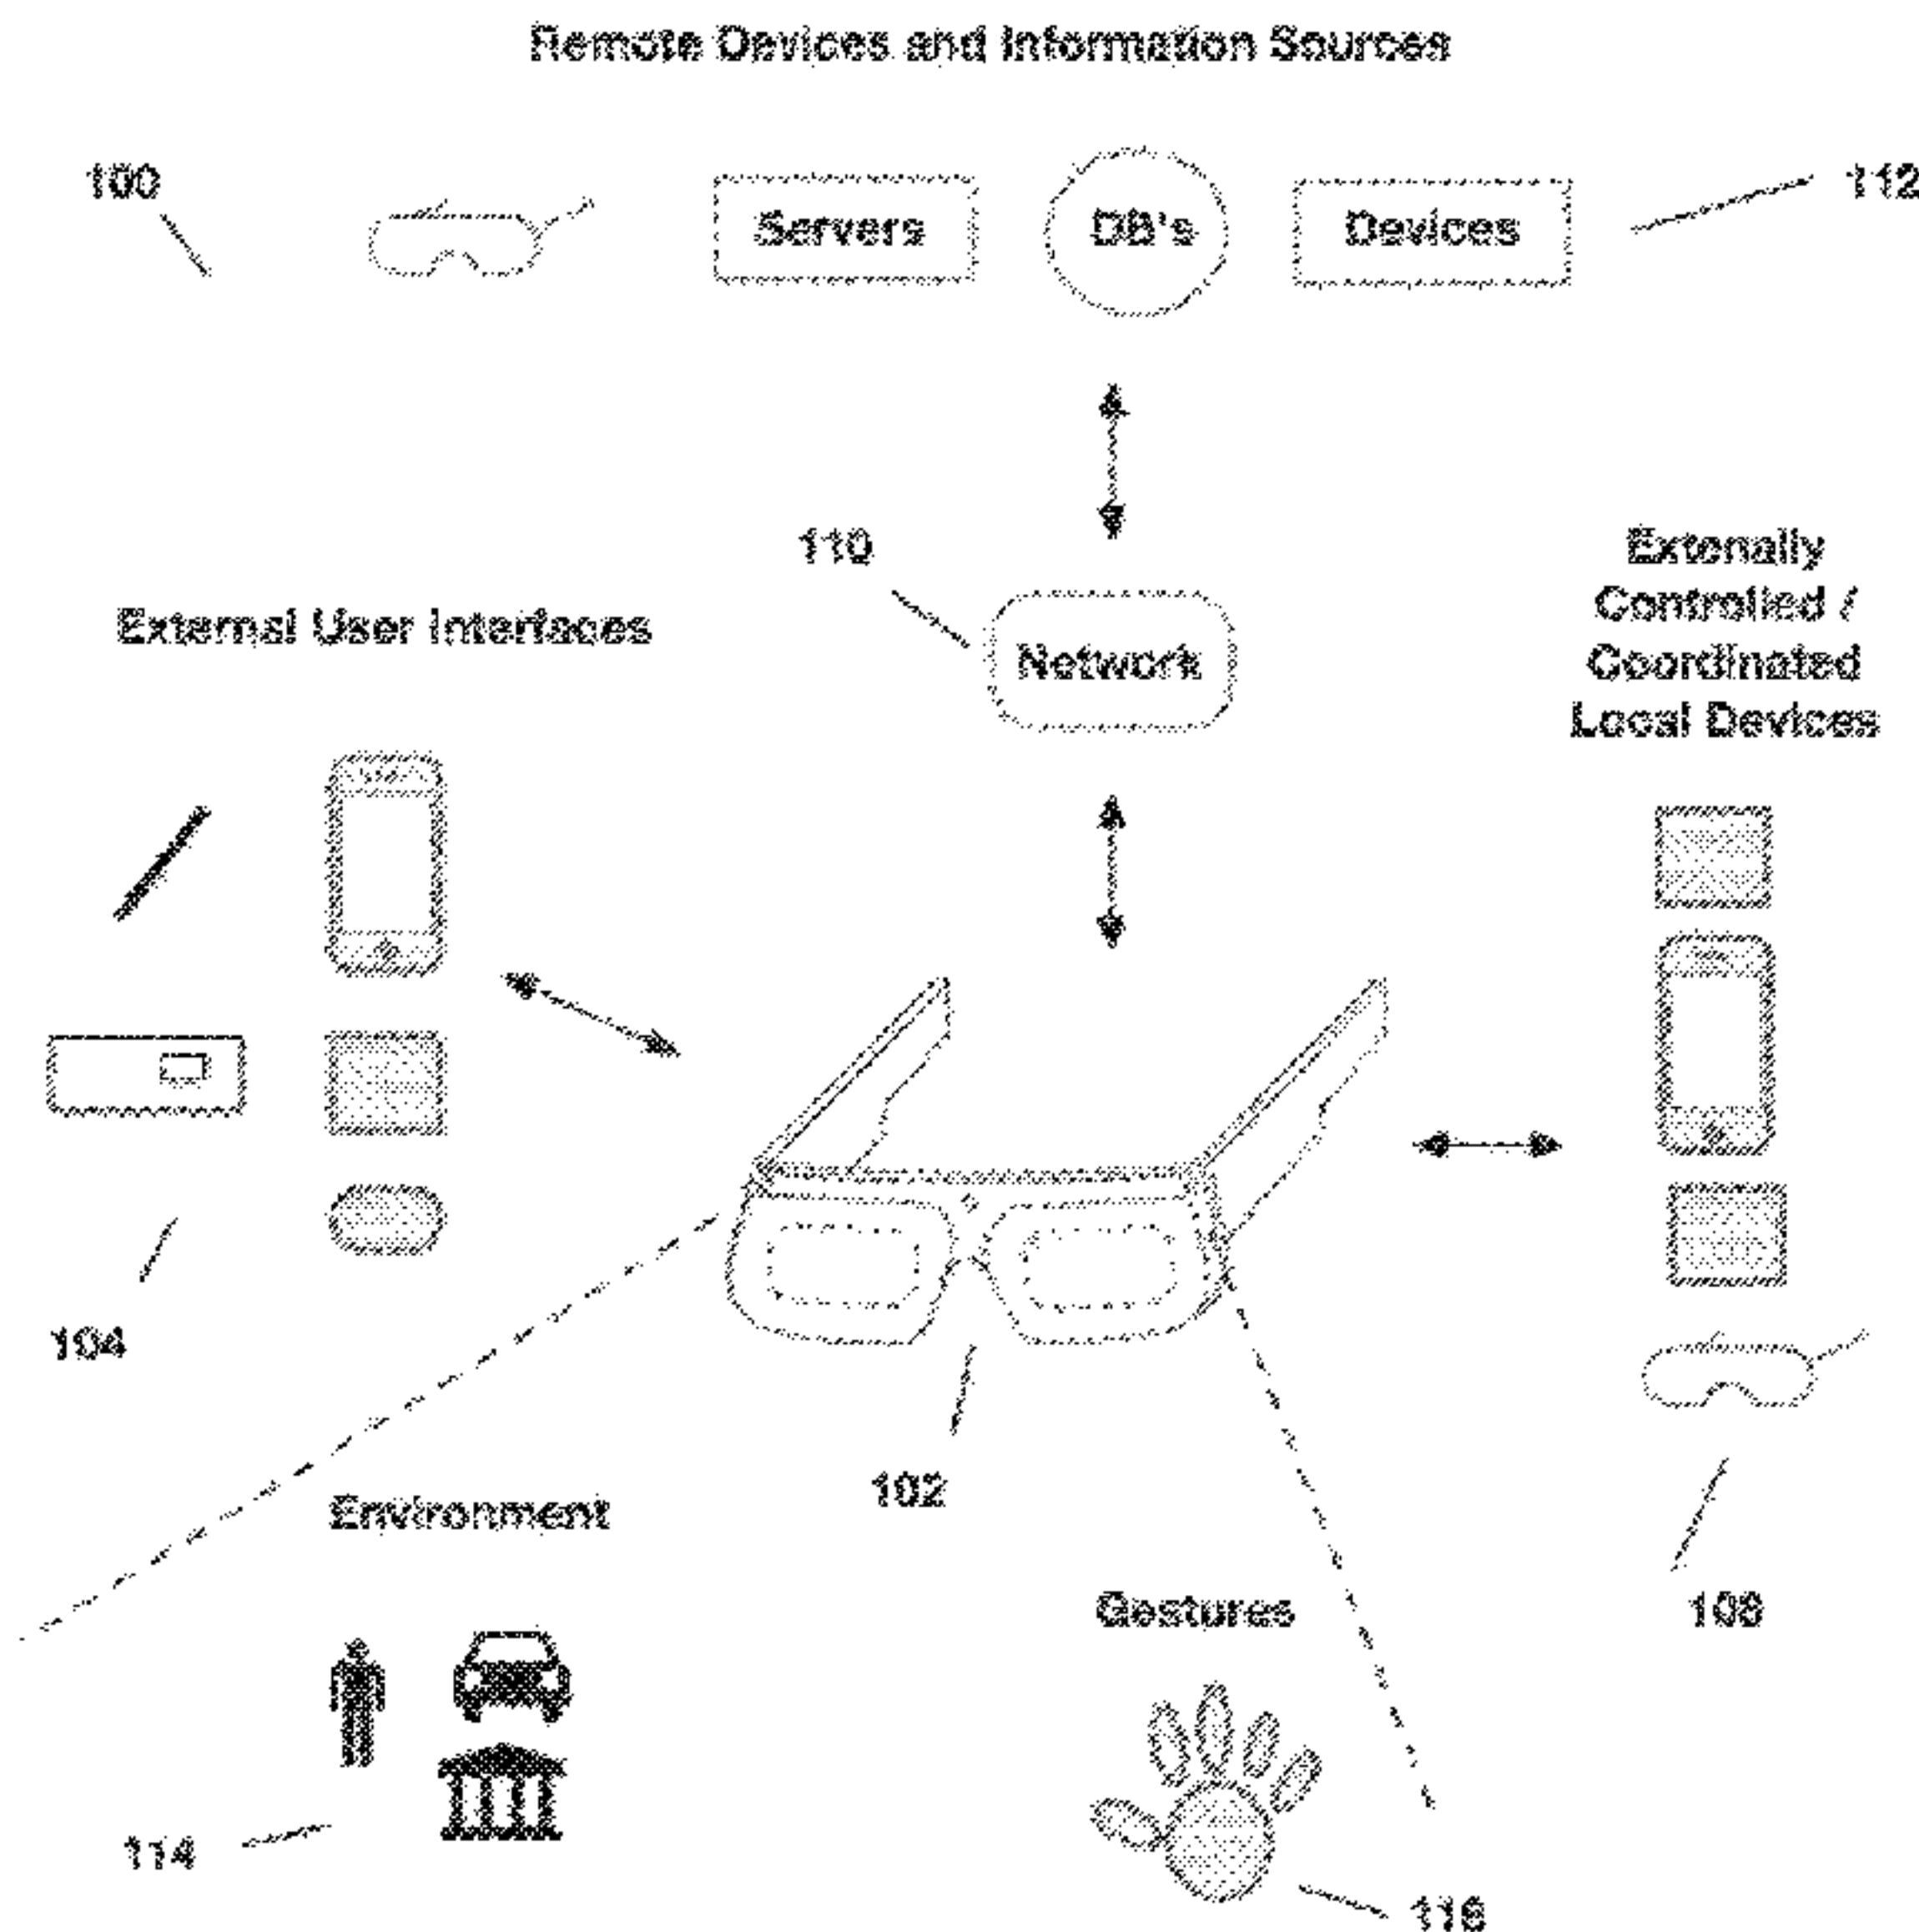 Remote Devices and Information Sources
100
Servers
DB's
Devices
112
110
Network
External User Interfaces
Extenally
Controlled /
Coordinated
Local Devices
104
102
108
Environment
Gestures
114
116